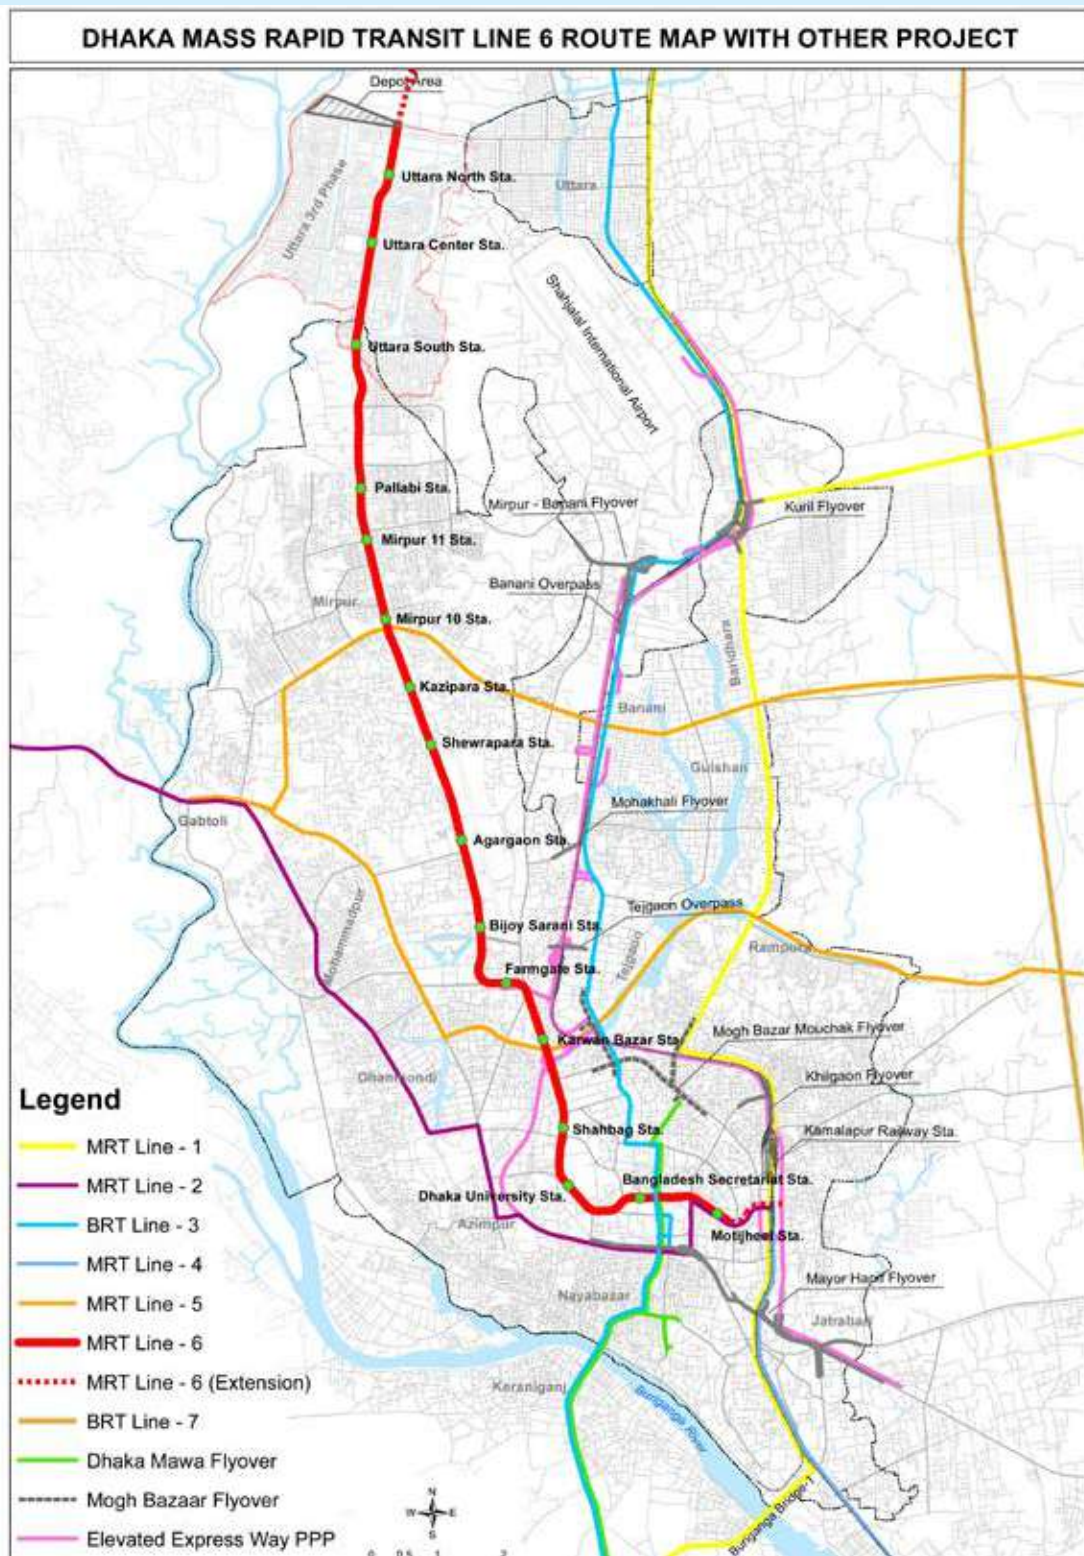 DHAKA MASS RAPID TRANSIT LINE 6 ROUTE MAP WITH OTHER PROJECT
Depot Area
Uttara North Sta.
Uttara
Uttara 3rd Phase
Uttara Center Sta.
Shahjalal International Airport
Uttara South Sta.
Pallabi Sta.
Mirpur - Banani Flyover
Kuril Flyover
Mirpur 11 Sta.
Banani Overpass
Mirpur
Mirpur 10 Sta.
Baridhara
Kazipara Sta.
Banani
Shewrapara Sta.
Gulshan
Mohakhali Flyover
Gabtoli
Agargaon Sta.
Mohammadpur
Tejgaon Overpass
Bijoy Sarani Sta.
Tejgaon
Rampura
Farmgate Sta.
Mogh Bazar Mouchak Flyover
Karwan Bazar Sta.
Dhanmondi
Khilgaon Flyover
Shahbag Sta.
Kamalapur Railway Sta.
Bangladesh Secretariat Sta.
Dhaka University Sta.
Azimpur
Motijheel Sta.
Mayor Hanif Flyover
Nayabazar
Jatrabari
Keraniganj
Buriganga River
Buriganga Bridge-1
Legend
MRT Line - 1
MRT Line - 2
BRT Line - 3
MRT Line - 4
MRT Line - 5
MRT Line - 6
MRT Line - 6 (Extension)
BRT Line - 7
Dhaka Mawa Flyover
Mogh Bazaar Flyover
Elevated Express Way PPP
N
W E
S
0 0.5 1 2